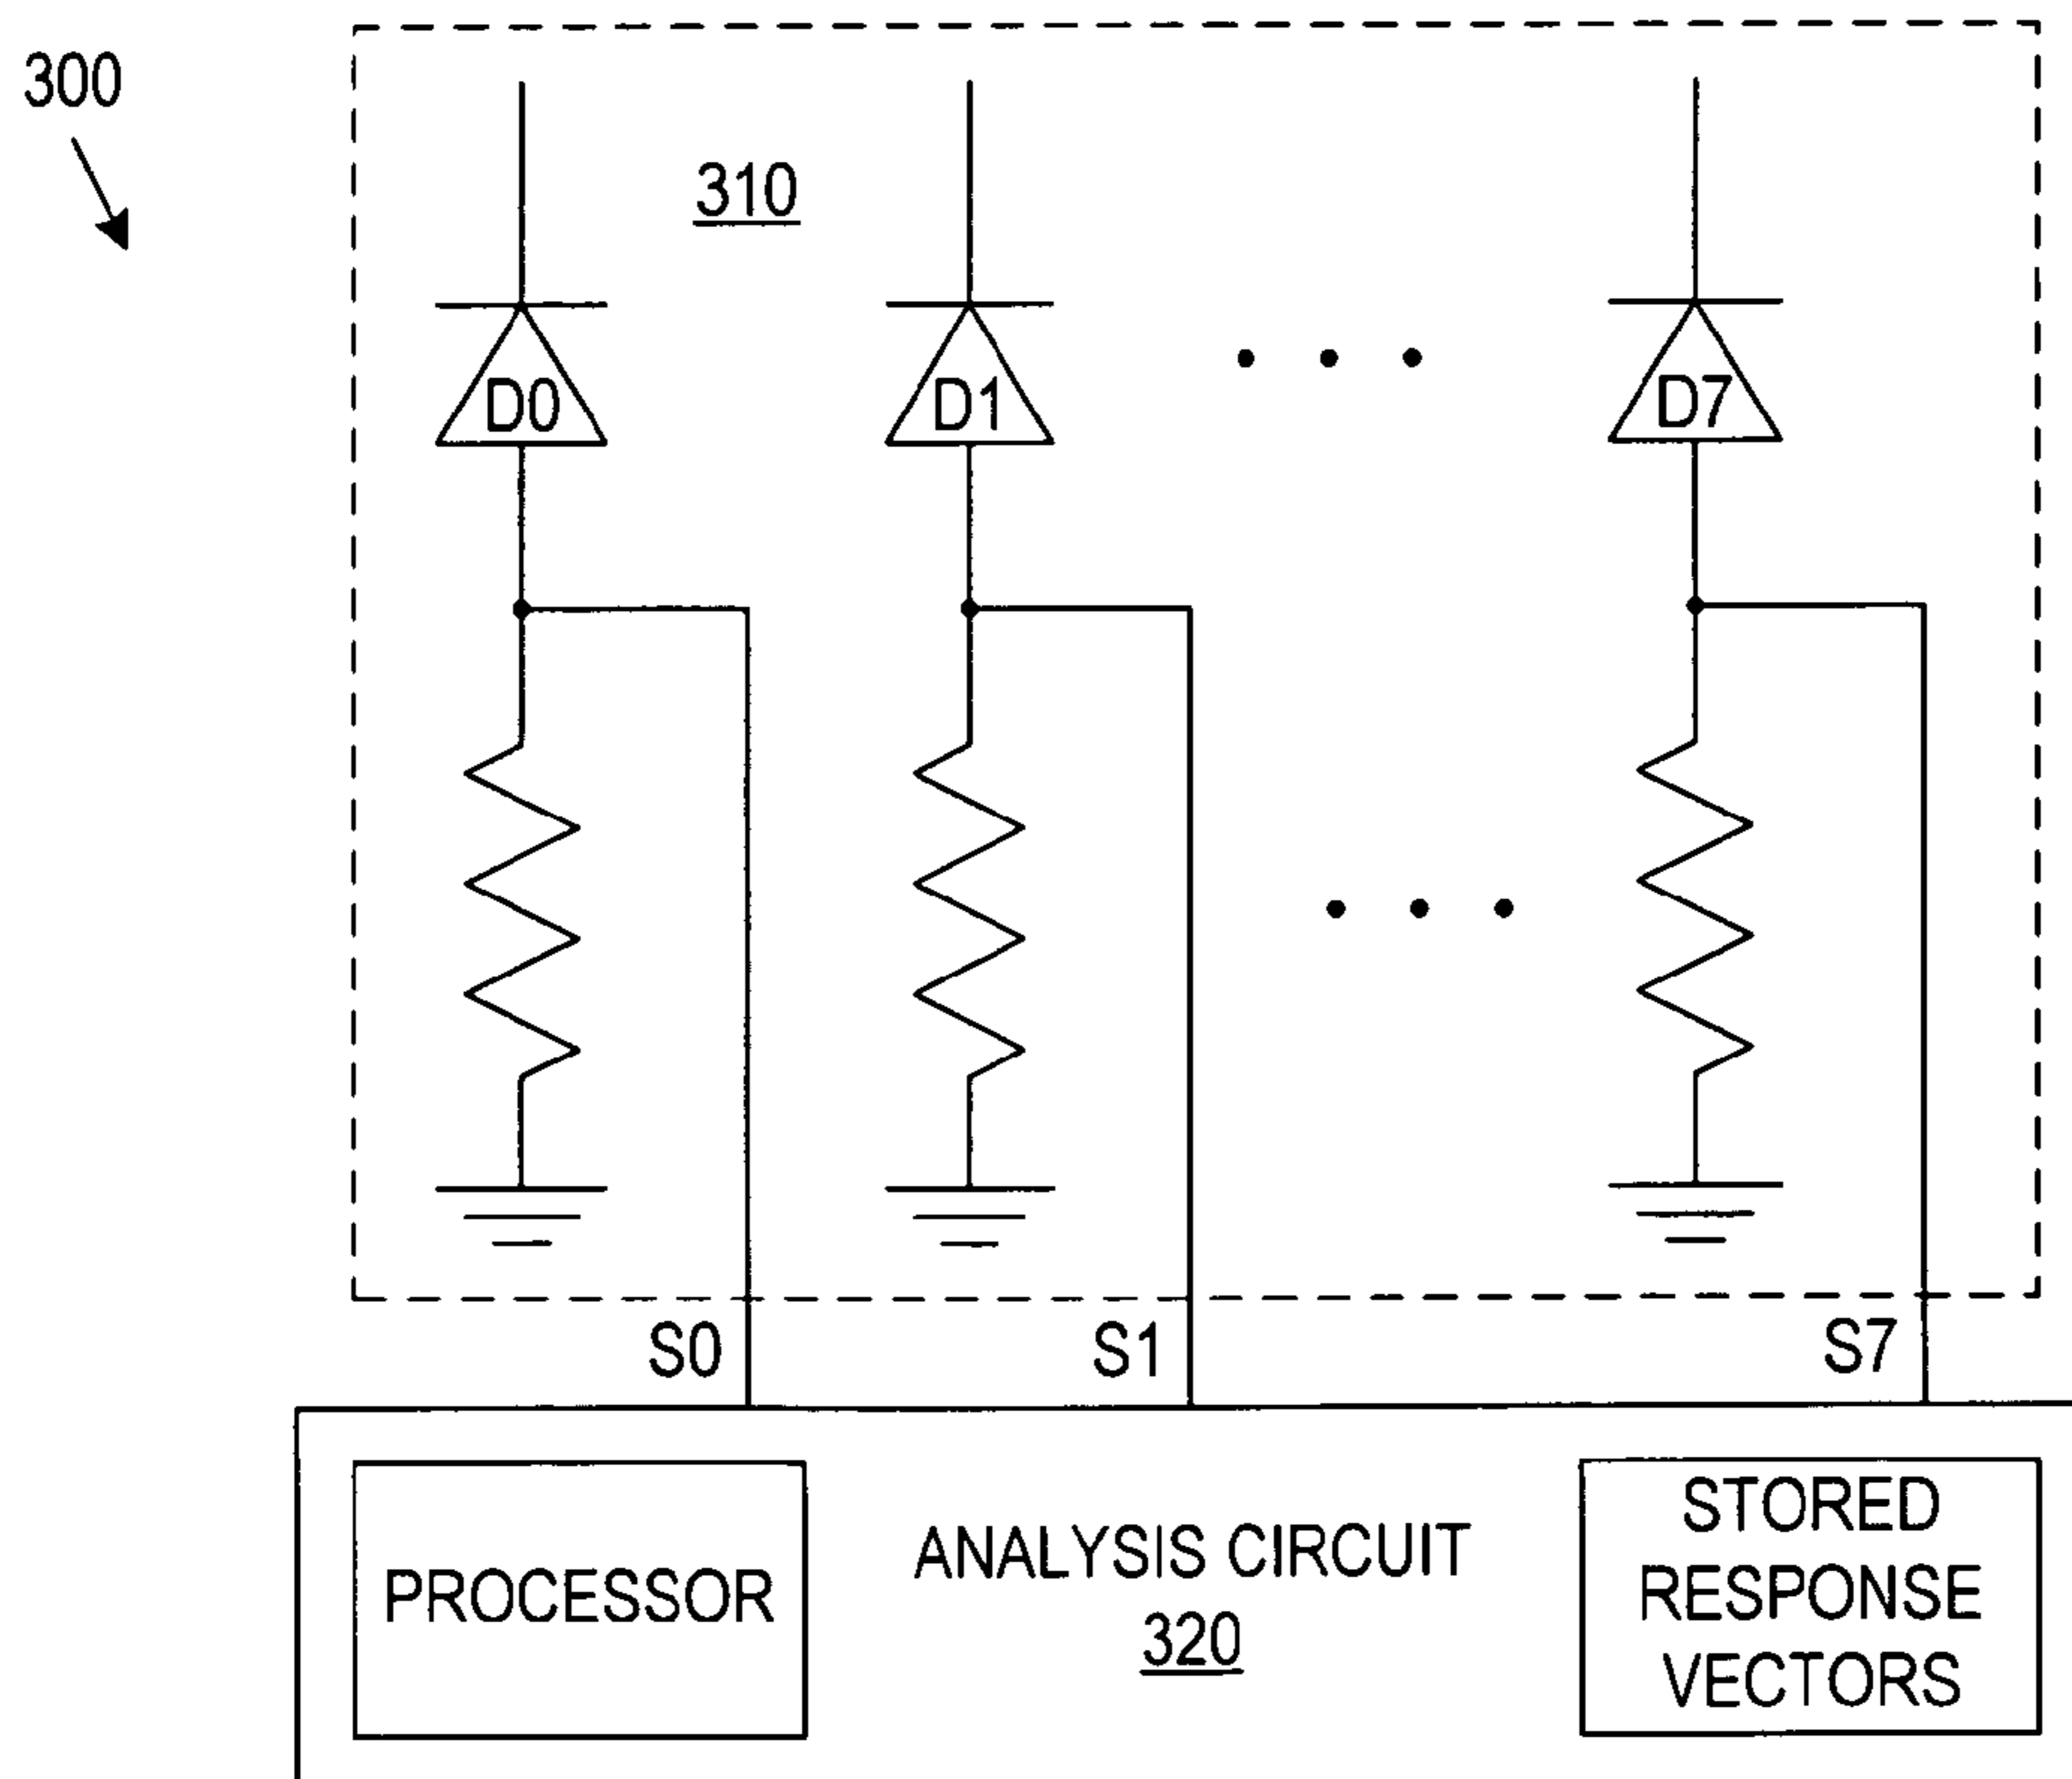 300
310
D0
D1
D7
S0
S1
S7
PROCESSOR
ANALYSIS CIRCUIT
320
STORED
RESPONSE
VECTORS